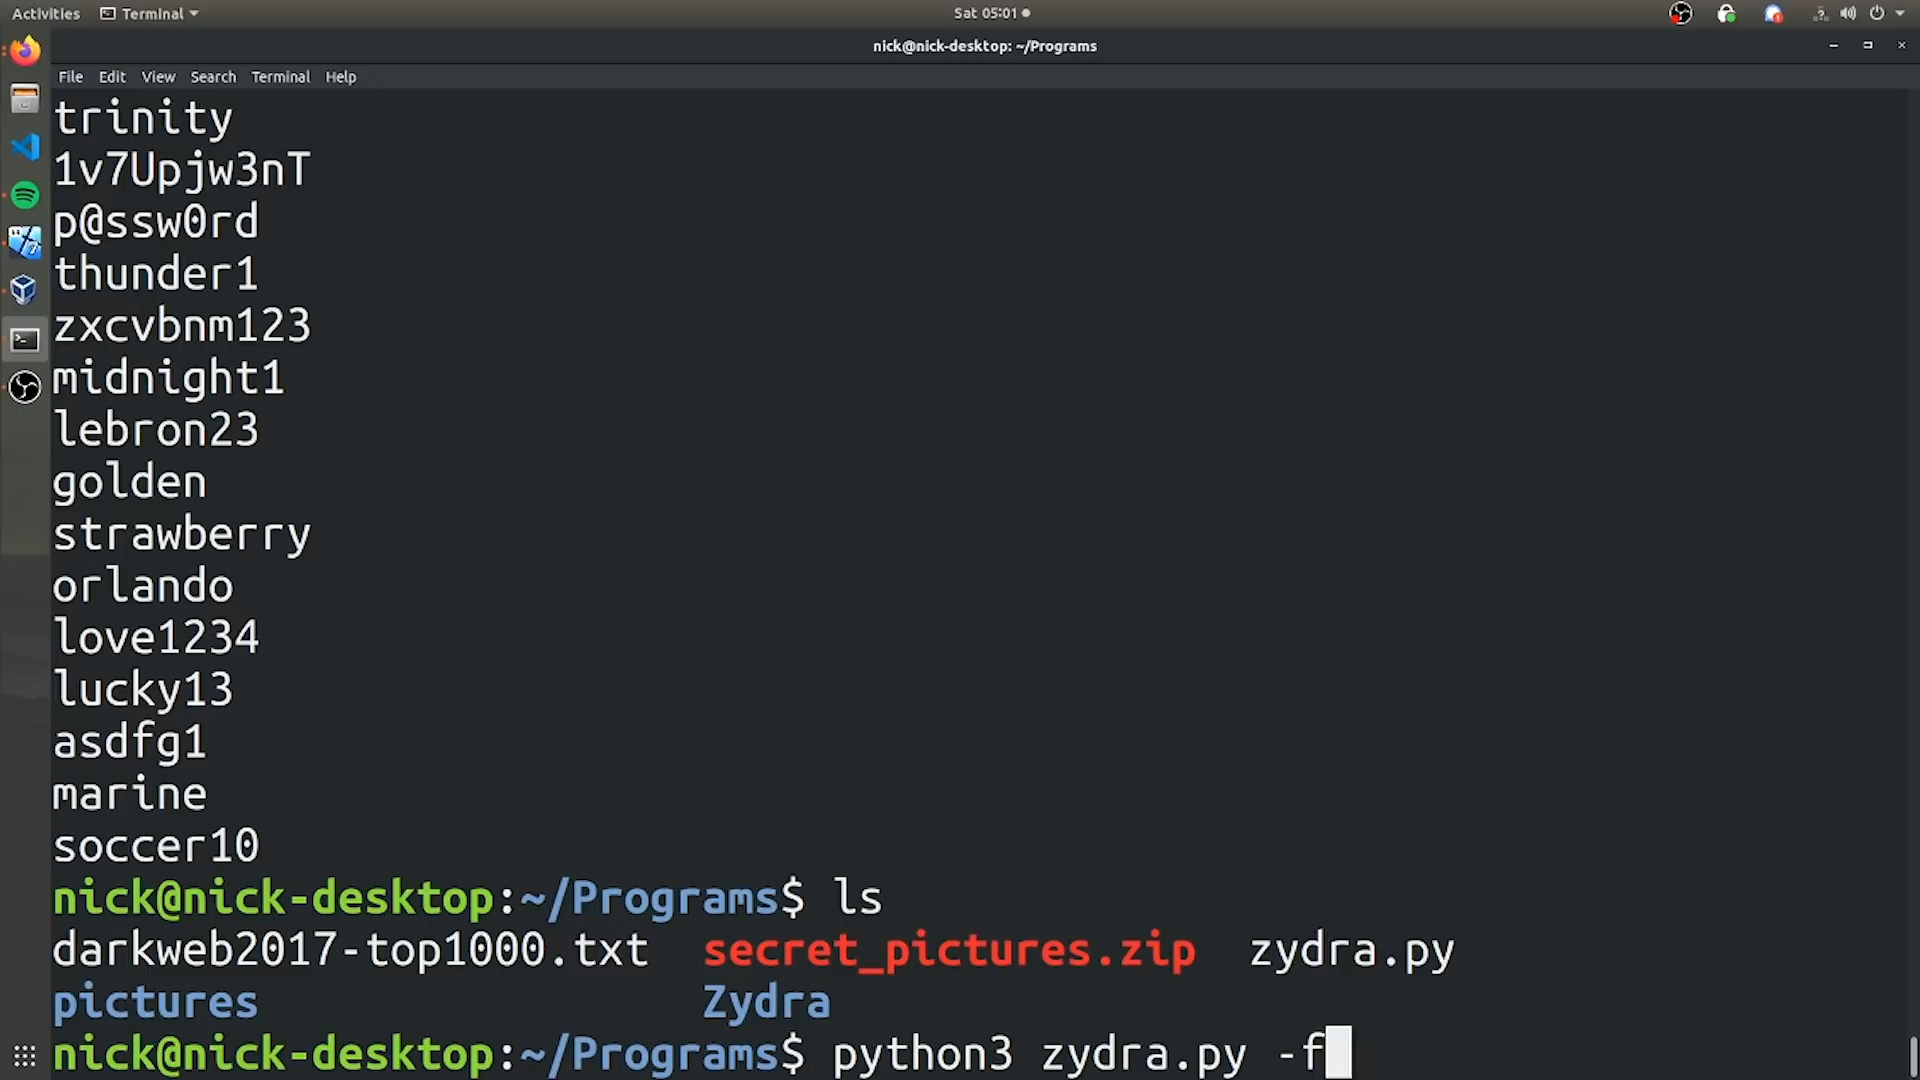 Activities Terminal Sat 05:01
nick@nick-desktop: ~/Programs
File Edit View Search Terminal Help
trinity
1v7Upjw3nT
p@ssw0rd
thunder1
zxcvbnm123
midnight1
lebron23
golden
strawberry
orlando
love1234
lucky13
asdfg1
marine
soccer10
nick@nick-desktop:~/Programs$ ls
darkweb2017-top1000.txt secret_pictures.zip zydra.py
pictures Zydra
nick@nick-desktop:~/Programs$ python3 zydra.py -f